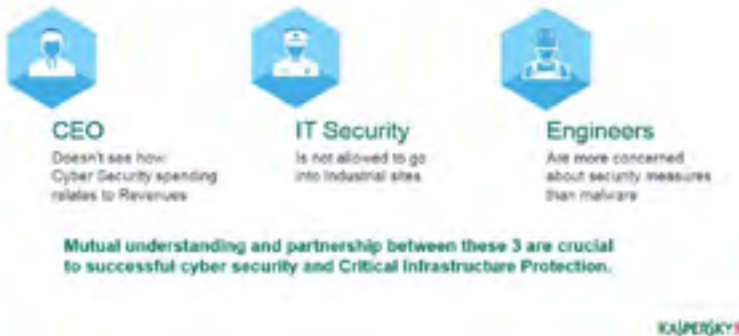 CEO
Doesn't see how
Cyber Security spending
relates to Revenues
IT Security
Is not allowed to go
into Industrial sites
Engineers
Are more concerned
about security measures
than malware
Mutual understanding and partnership between these 3 are crucial
to successful cyber security and Critical Infrastructure Protection.
KASPERSKY